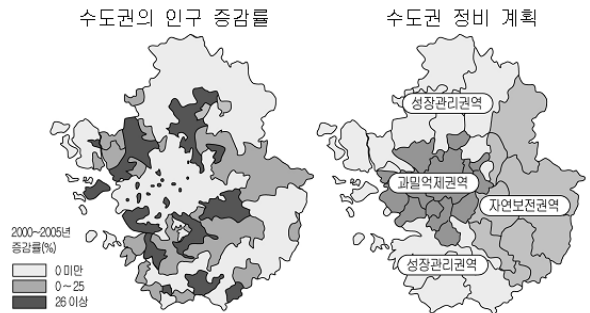 수도권의 인구 증감률
수도권 정비 계획
성장관리권역
과밀억제권역
자연보전권역
성장관리권역
2000~2005년
증감률(%)
0 미만
0~25
26 이상